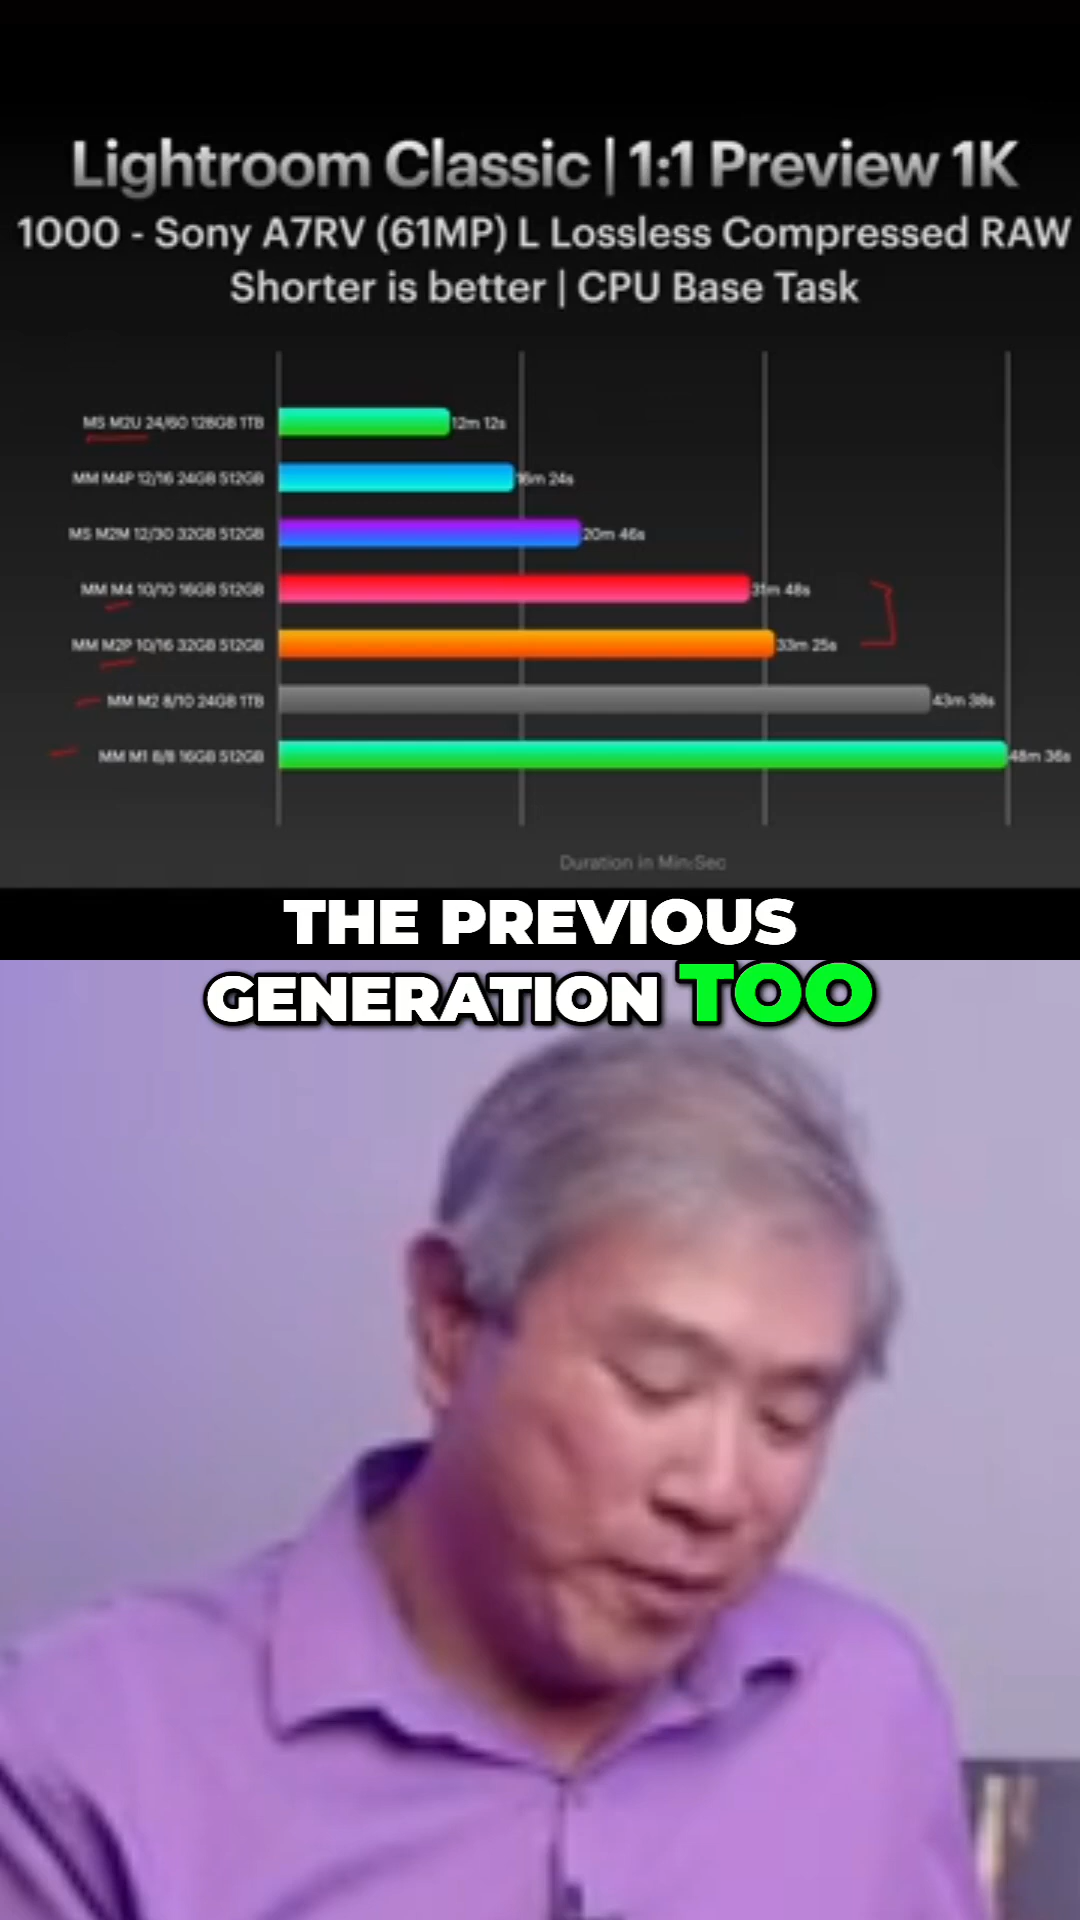 Lightroom Classic | 1:1 Preview 1K
1000 - Sony A7RV (61MP) L Lossless Compressed RAW
Shorter is better | CPU Base Task
MS M2U 24/60 128GB 1TB
12m 12s
MM M4P 12/16 24GB 512GB
16m 24s
MS M2M 12/30 32GB 512GB
20m 46s
MM M4 10/10 16GB 512GB
31m 48s
MM M2P 10/16 32GB 512GB
33m 25s
MM M2 8/10 24GB 1TB
43m 38s
MM M1 8/8 16GB 512GB
48m 36s
Duration in Min:Sec
THE PREVIOUS
GENERATION TOO